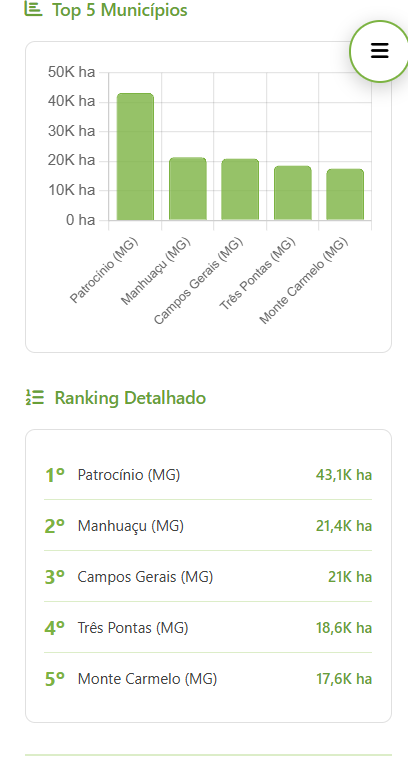 Top 5 Municípios
50K ha
40K ha
30K ha
20K ha
10K ha
0 ha
Patrocínio (MG)
Manhuaçu (MG)
Campos Gerais (MG)
Três Pontas (MG)
Monte Carmelo (MG)
Ranking Detalhado
1º Patrocínio (MG) 43,1K ha
2º Manhuaçu (MG) 21,4K ha
3º Campos Gerais (MG) 21K ha
4º Três Pontas (MG) 18,6K ha
5º Monte Carmelo (MG) 17,6K ha